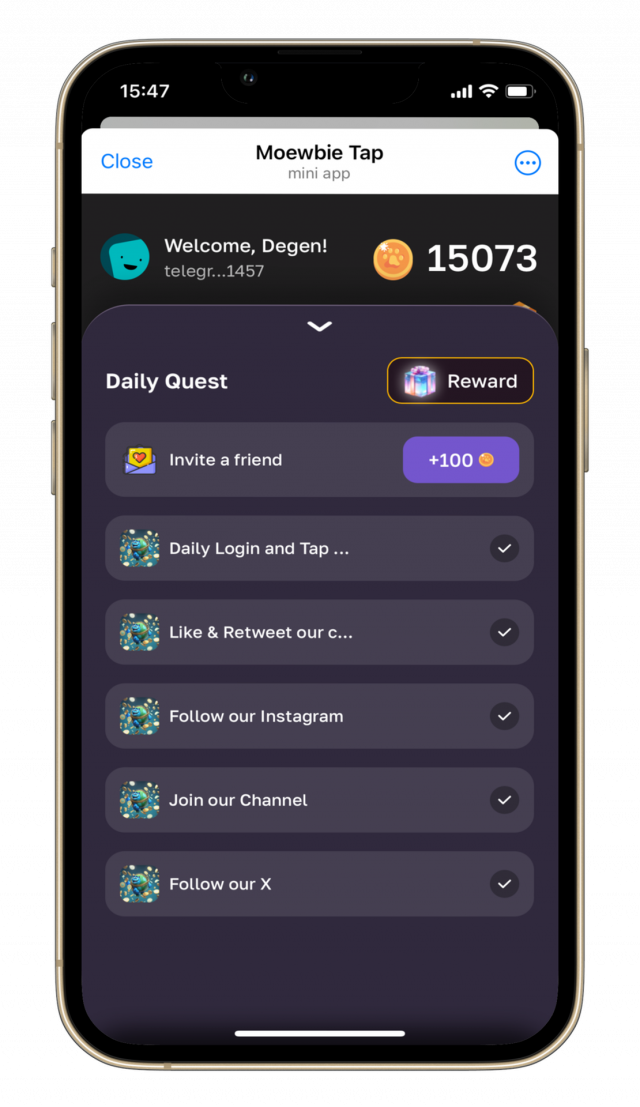 15:47
Close
Moewbie Tap
mini app
Welcome, Degen!
telegr...1457
15073
Daily Quest
Reward
Invite a friend
+100
Daily Login and Tap ...
Like & Retweet our c...
Follow our Instagram
Join our Channel
Follow our X